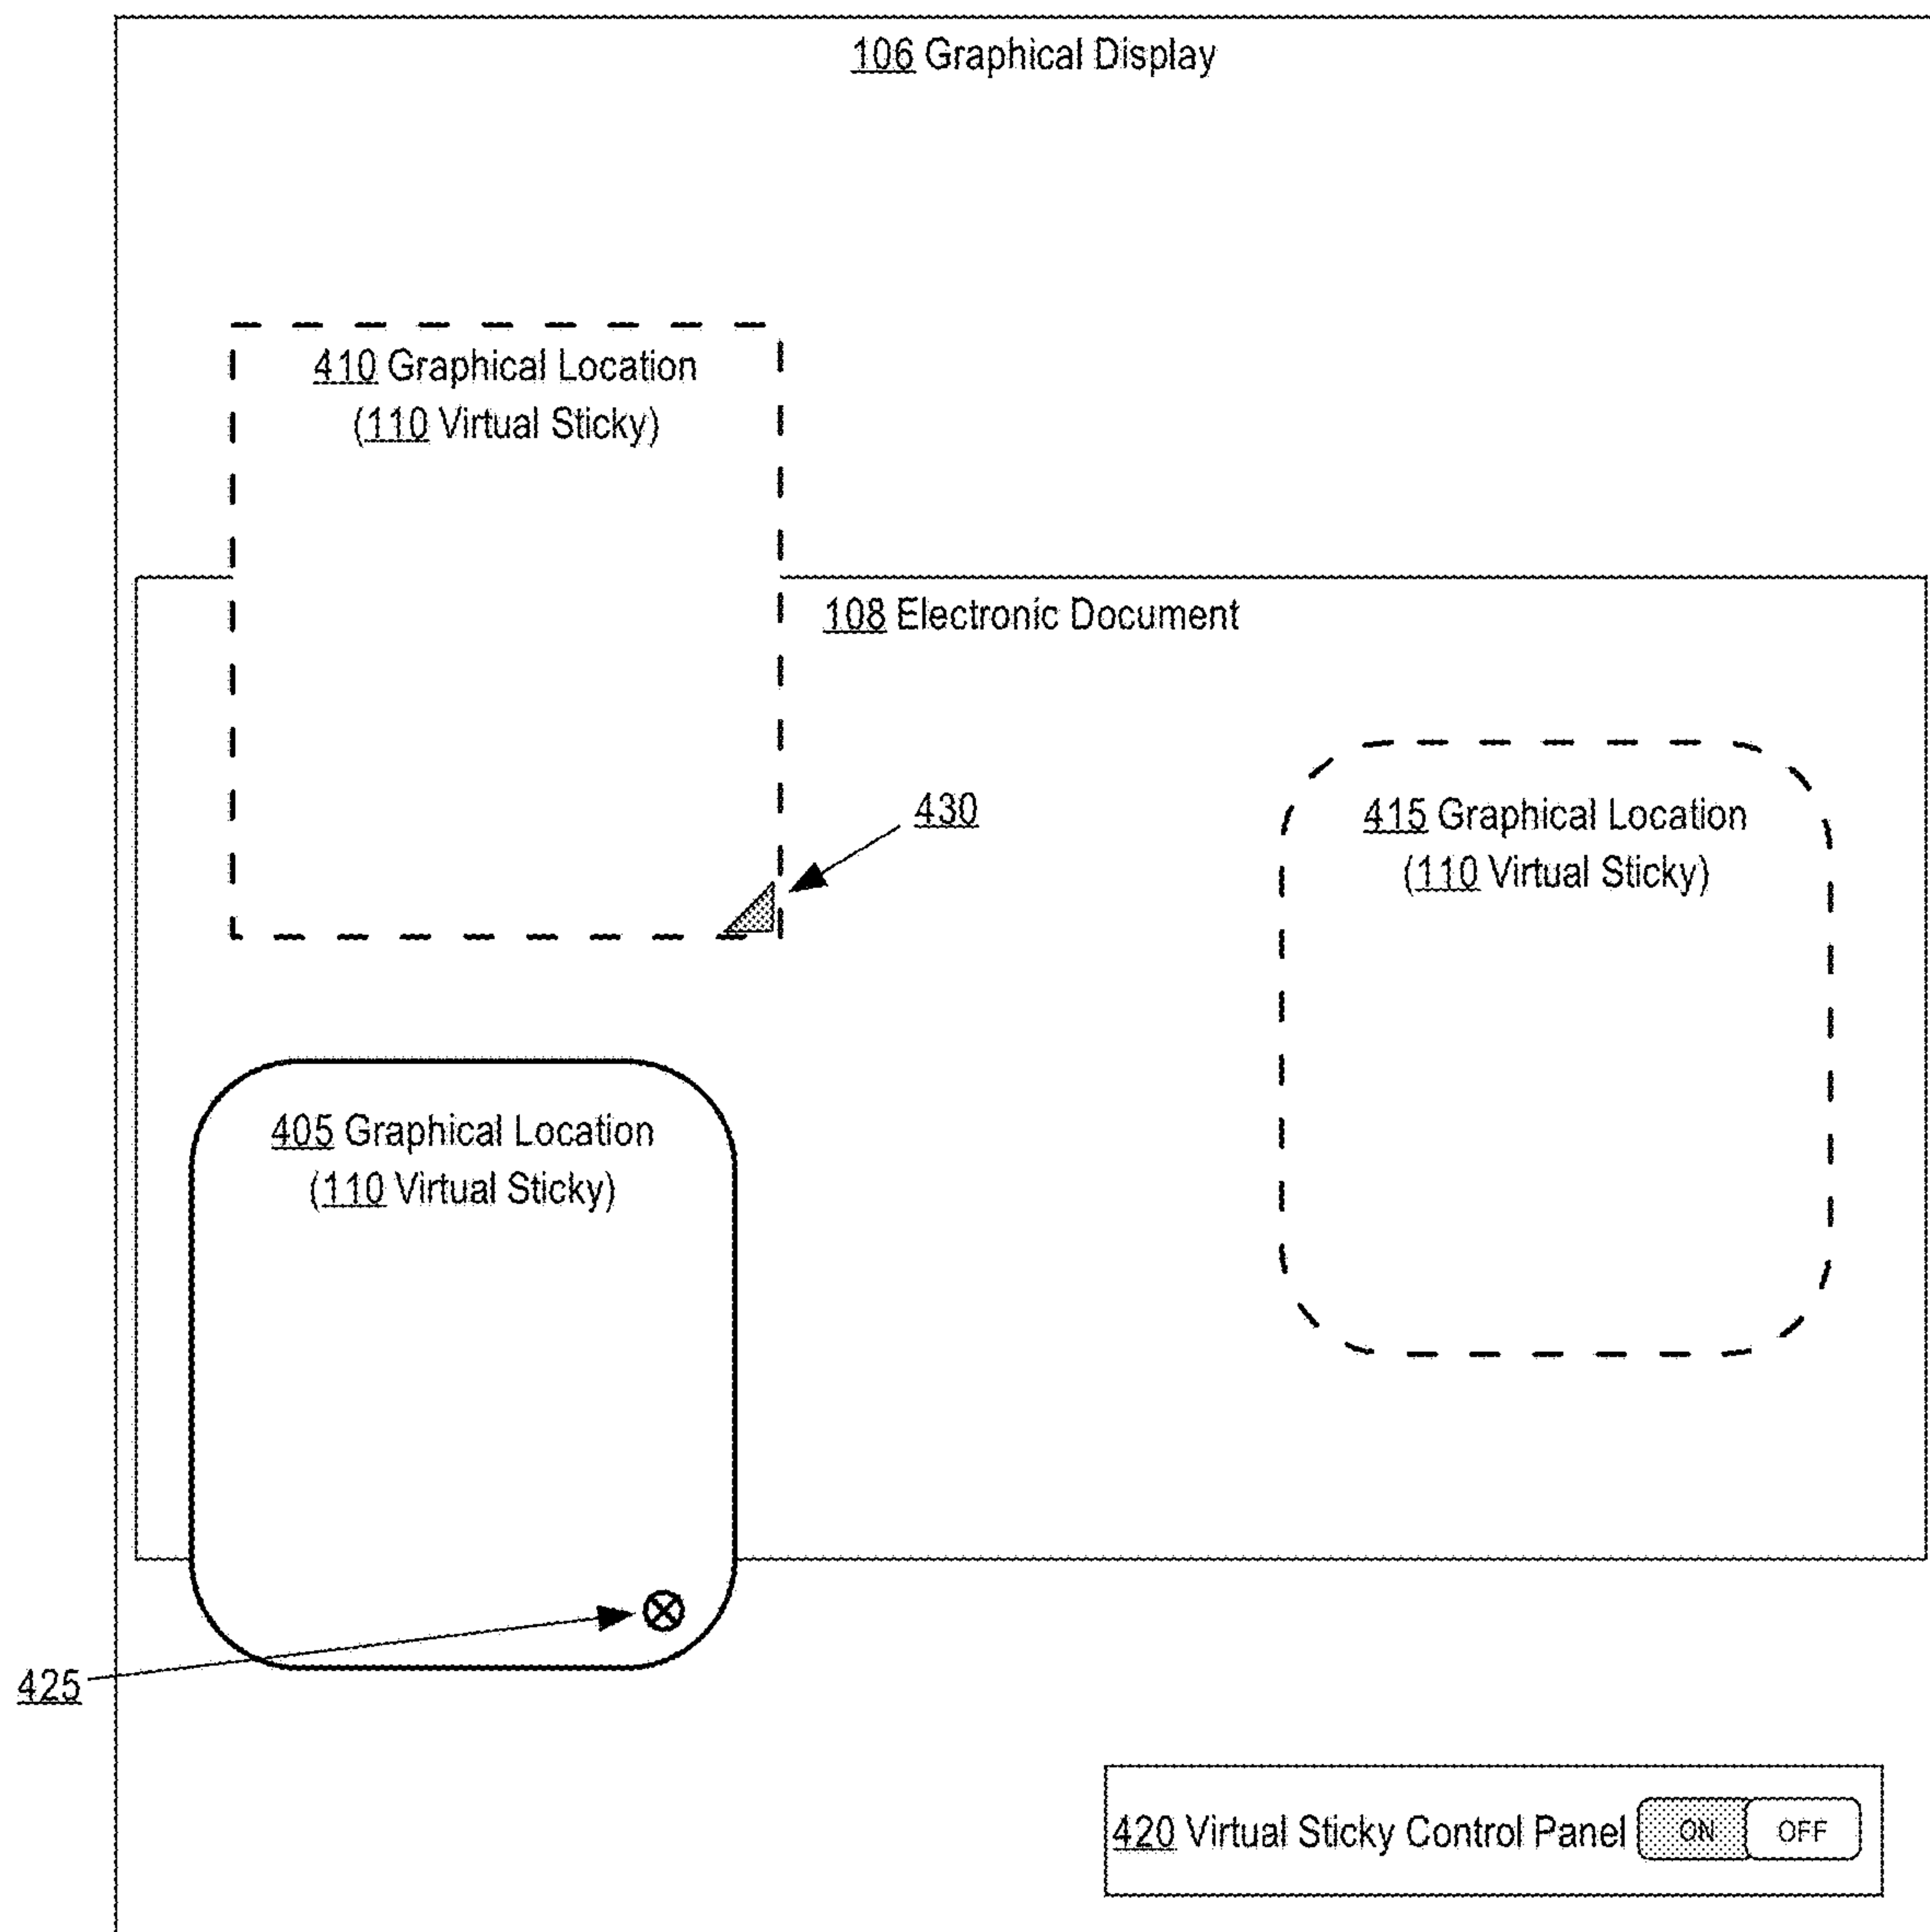 106 Graphical Display
410 Graphical Location
(110 Virtual Sticky)
108 Electronic Document
430
415 Graphical Location
(110 Virtual Sticky)
405 Graphical Location
(110 Virtual Sticky)
425
420 Virtual Sticky Control Panel ON OFF